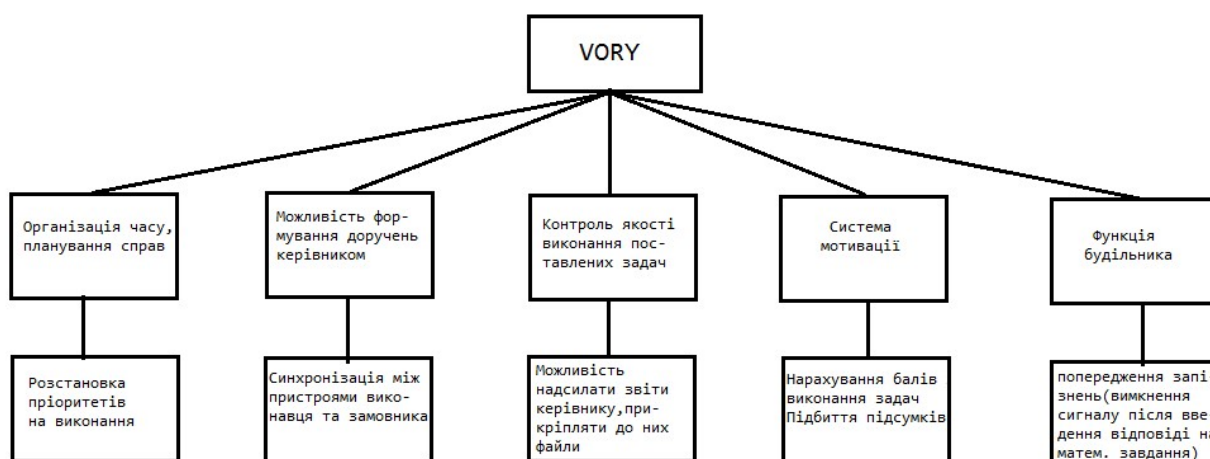 VORY
Організація часу,
планування справ
Можливість фор-
мування доручень
керівником
Контроль якості
виконання пос-
тавлених задач
Система
мотивації
Функція
будільника
Розстановка
пріоритетів
на виконання
Синхронізація між
пристроями вико-
навця та замовника
Можливість
надсилати звіти
керівнику,при-
кріпляти до них
файли
Нарахування балів
виконання задач
Підбиття підсумків
попередження запі
знень(вимкнення
сигналу після вве-
дення відповіді на
матем. завдання)